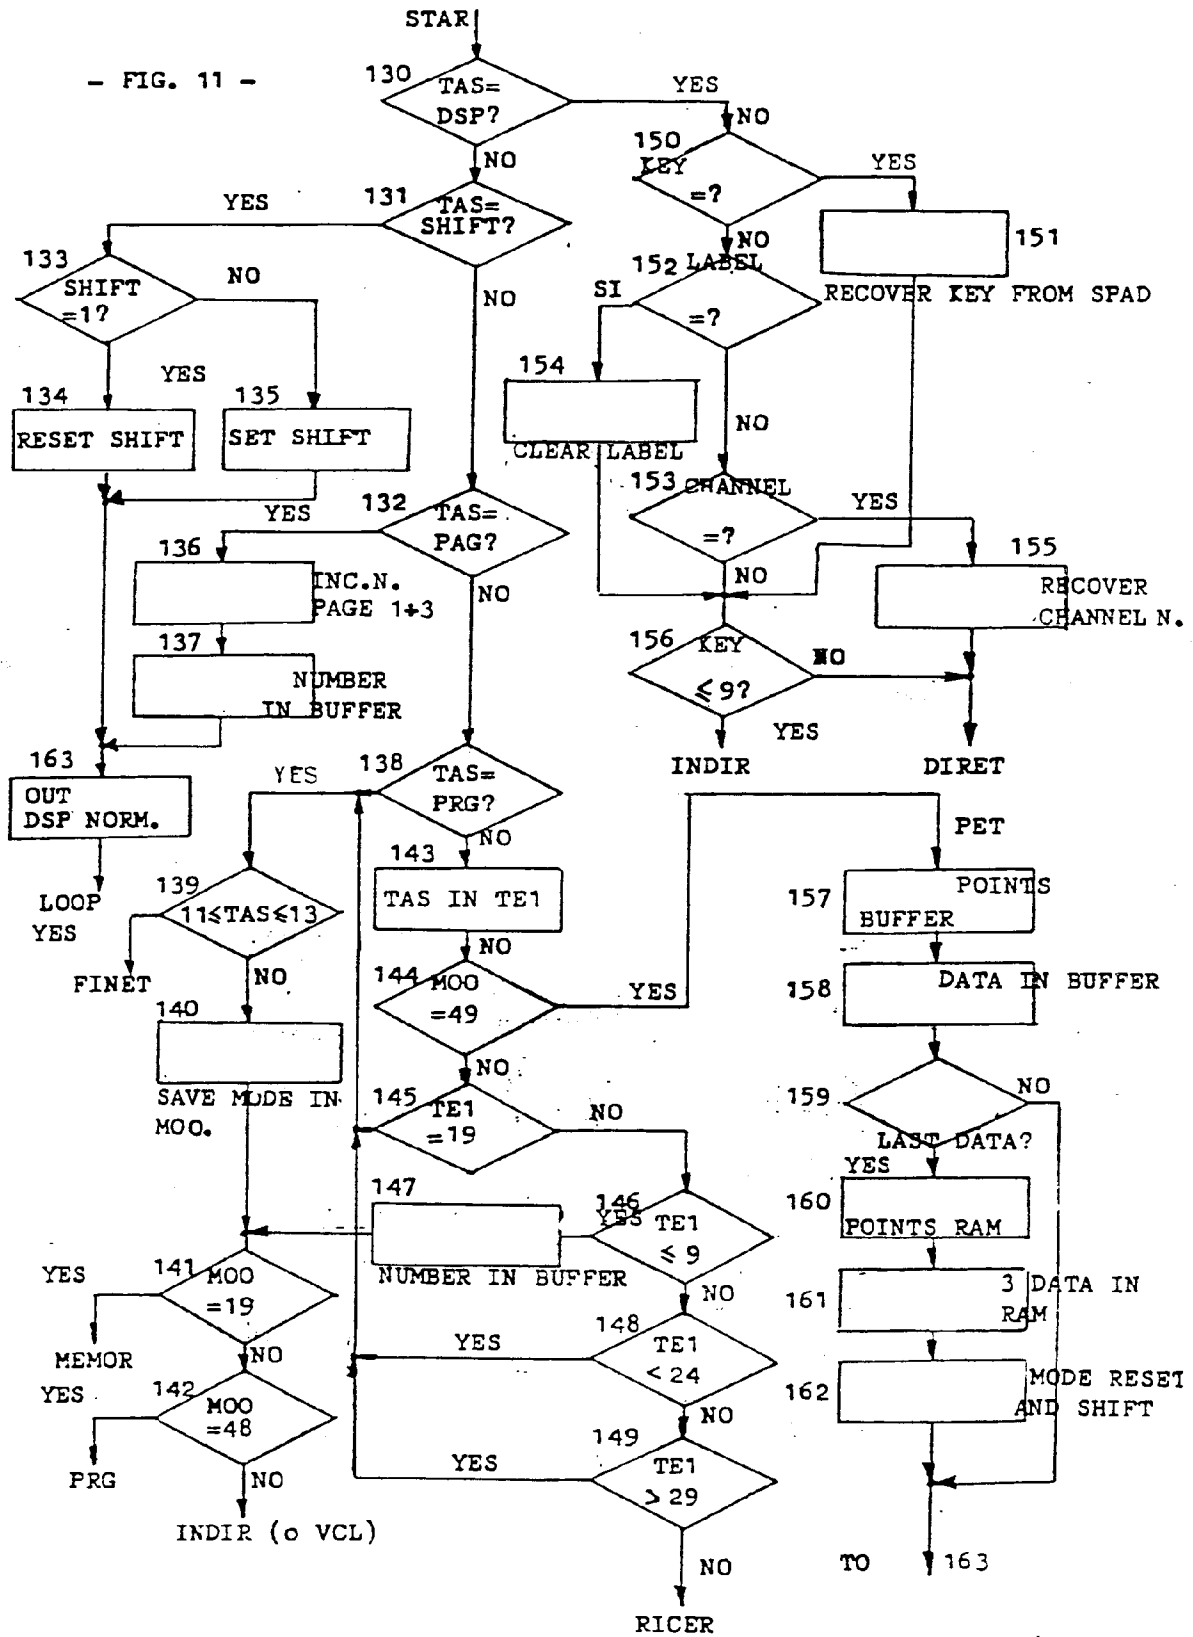 STAR
- FIG. 11 -
130
TAS=
DSP?
YES
NO
NO
150
KEY
=?
YES
151
RECOVER KEY FROM SPAD
131
TAS=
SHIFT?
YES
NO
133
SHIFT
=1?
NO
YES
134
RESET SHIFT
135
SET SHIFT
NO
152
LABEL
=?
SI
154
CLEAR LABEL
NO
153
CHANNEL
=?
YES
155
RECOVER
CHANNEL N.
NO
156
KEY
≤ 9?
NO
YES
INDIR
DIRET
132
TAS=
PAG?
YES
NO
136
INC.N.
PAGE 1+3
137
NUMBER
IN BUFFER
163
OUT
DSP NORM.
LOOP
138
TAS=
PRG?
YES
NO
139
11≤TAS≤13
YES
FINET
NO
140
SAVE MODE IN
MOO.
143
TAS IN TE1
NO
144
MOO
=49
YES
NO
145
TE1
=19
NO
146
YES
TE1
≤ 9
147
NUMBER IN BUFFER
NO
148
TE1
< 24
YES
NO
149
TE1
> 29
YES
NO
RICER
141
MOO
=19
YES
MEMOR
NO
142
MOO
=48
YES
PRG
NO
INDIR (o VCL)
PET
157
POINTS
BUFFER
158
DATA IN BUFFER
159
LAST DATA?
NO
YES
160
POINTS RAM
161
3 DATA IN
RAM
162
MODE RESET
AND SHIFT
TO 163